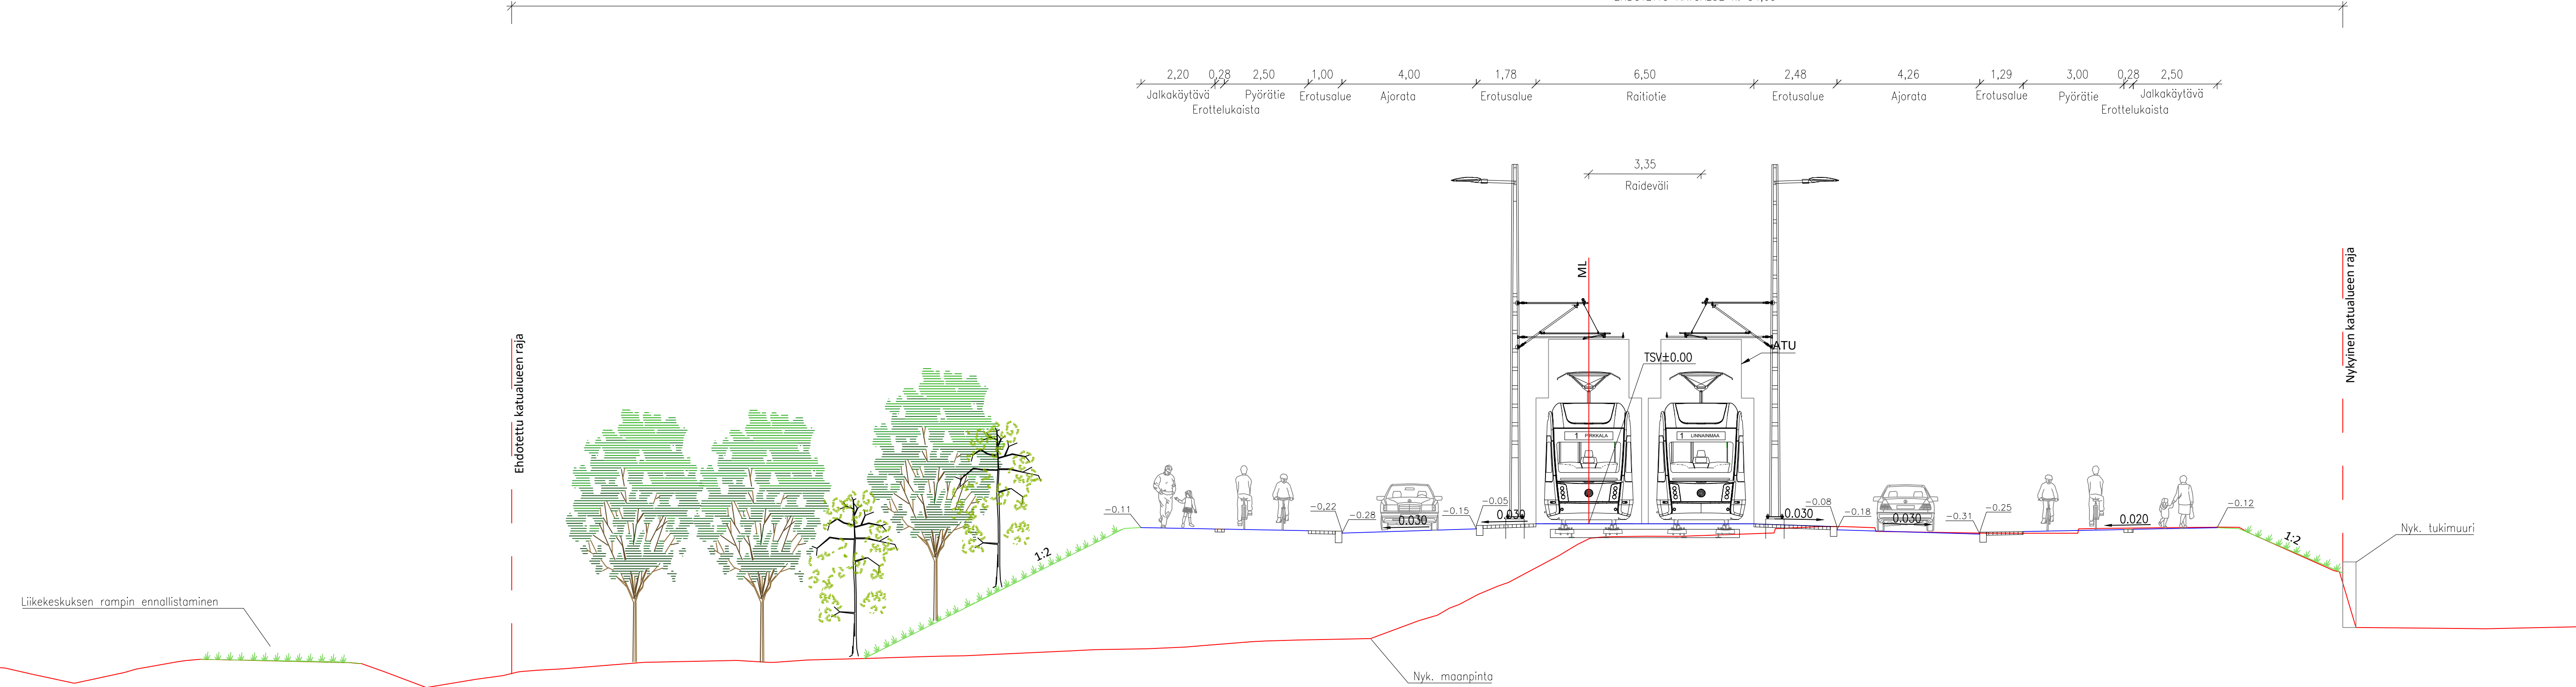 2,20 0,28 2,50 1,00 4,00 1,78 6,50 2,48 4,26 1,29 3,00 0,28 2,50
Jalkakäytävä Pyörätie Erotusalue Ajorata Erotusalue Raitiotie Erotusalue Ajorata Erotusalue Pyörätie Jalkakäytävä
Erottelukaista Erottelukaista
3,35
Raideväli
ML
Ehdotettu katualueen raja
Nykyinen katualueen raja
TSV±0.00
ATU
1 PIRKKALA
1 LINNAINMAA
-0.11
-0.22
-0.28
0.030
-0.15
-0.05
0.030
-0.08
0.030
-0.18
0.030
-0.31
-0.25
0.020
-0.12
1:2
1:2
Nyk. tukimuuri
Liikekeskuksen rampin ennallistaminen
Nyk. maanpinta